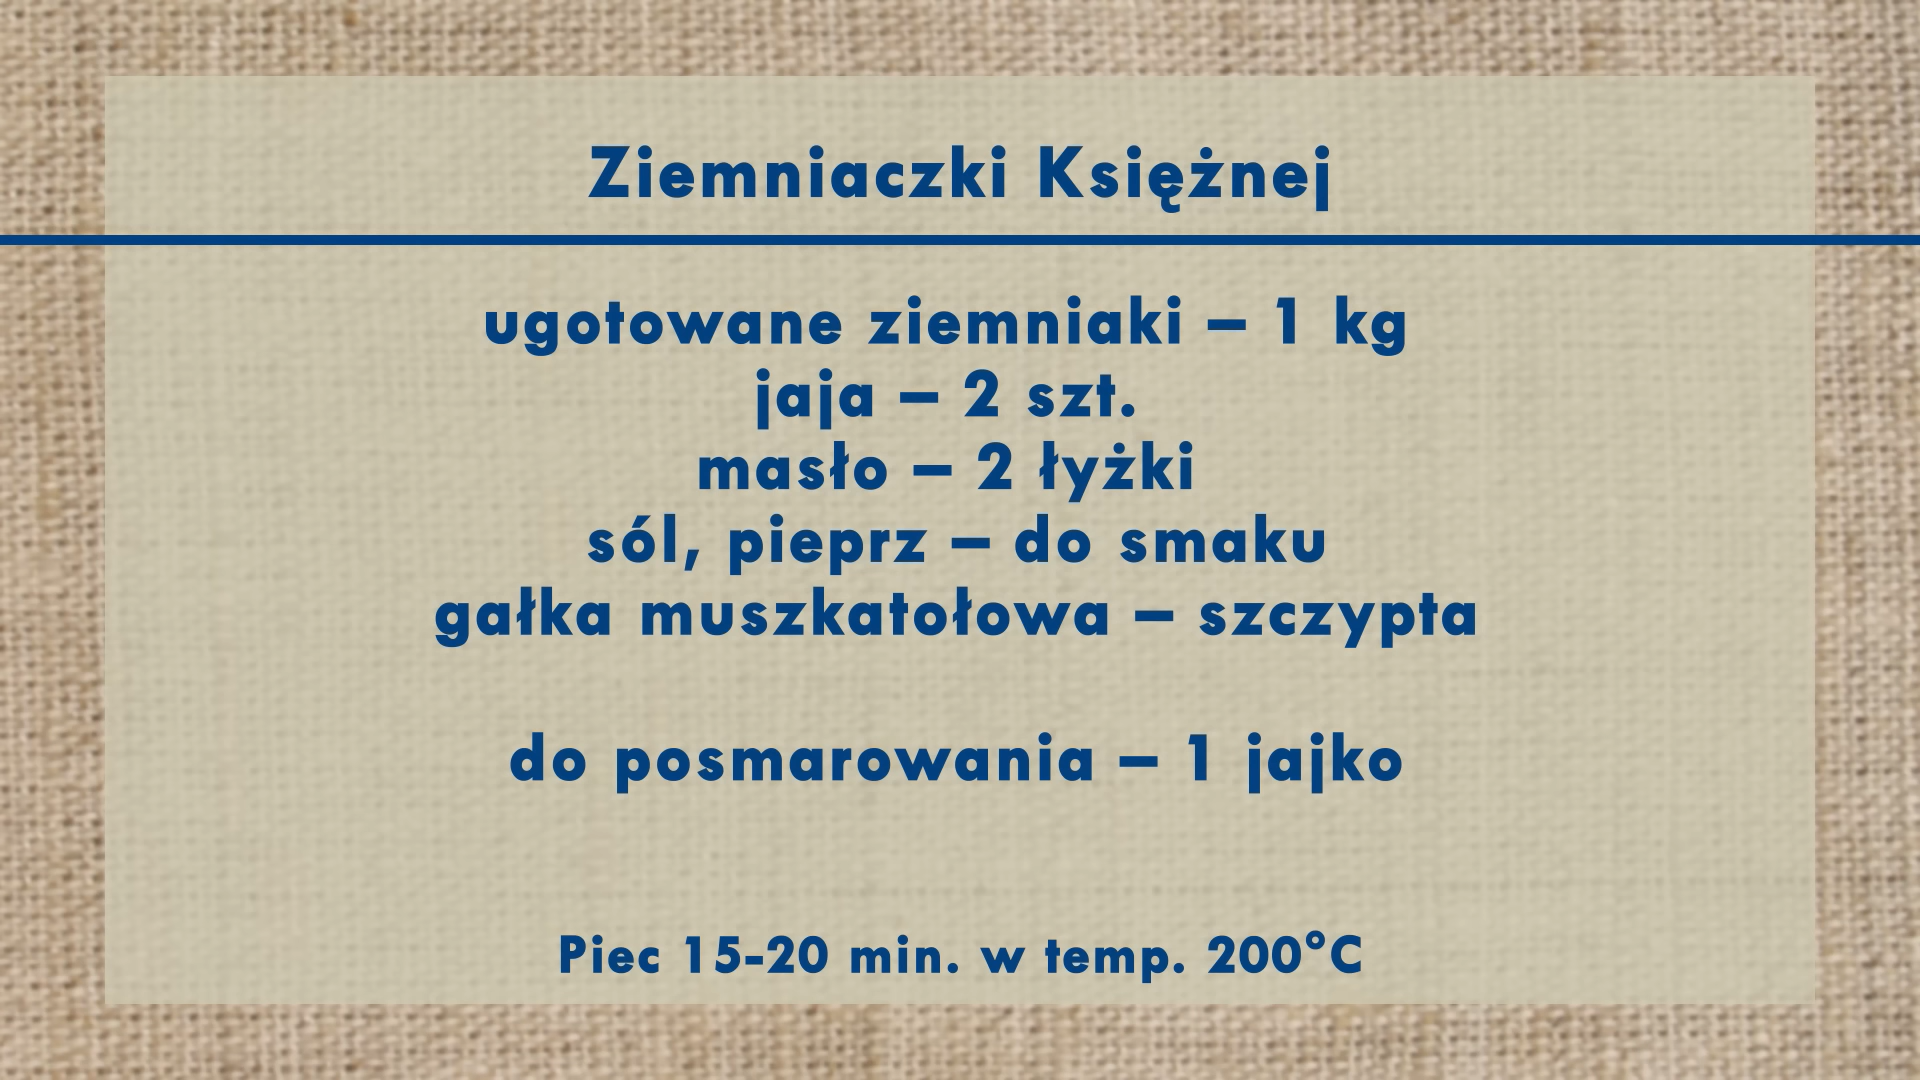 Ziemniaczki Księżnej
ugotowane ziemniaki – 1 kg
jaja – 2 szt.
masło – 2 łyżki
sól, pieprz – do smaku
gałka muszkatołowa – szczypta
do posmarowania – 1 jajko
Piec 15-20 min. w temp. 200°C